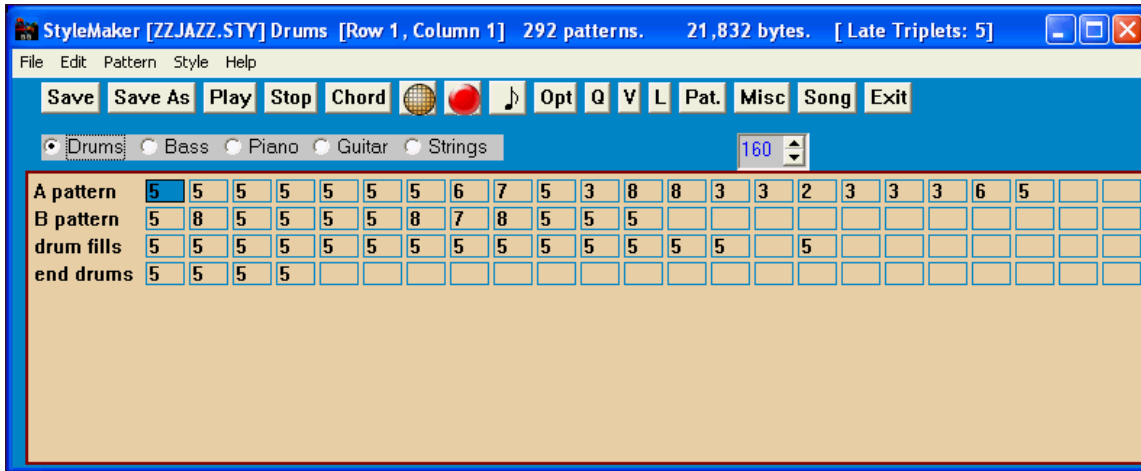 StyleMaker [ZZJAZZ.STY] Drums [Row 1, Column 1] 292 patterns. 21,832 bytes. [ Late Triplets: 5]
File Edit Pattern Style Help
Save Save As Play Stop Chord Opt Q V L Pat. Misc Song Exit
Drums Bass Piano Guitar Strings 160
A pattern 5 5 5 5 5 5 5 6 7 5 3 8 8 3 3 2 3 3 3 6 5
B pattern 5 8 5 5 5 5 8 7 8 5 5 5
drum fills 5 5 5 5 5 5 5 5 5 5 5 5 5 5 5
end drums 5 5 5 5